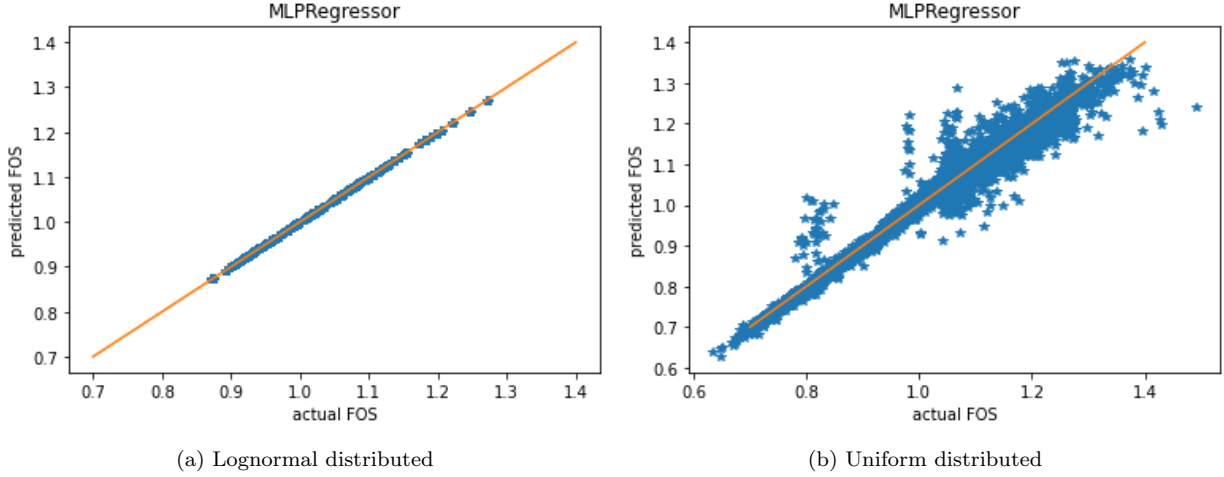 MLPRegressor
1.4
1.3
1.2
1.1
1.0
0.9
0.8
0.7
predicted FOS
0.7 0.8 0.9 1.0 1.1 1.2 1.3 1.4
actual FOS
(a) Lognormal distributed
MLPRegressor
1.4
1.3
1.2
1.1
1.0
0.9
0.8
0.7
0.6
predicted FOS
0.6 0.8 1.0 1.2 1.4
actual FOS
(b) Uniform distributed